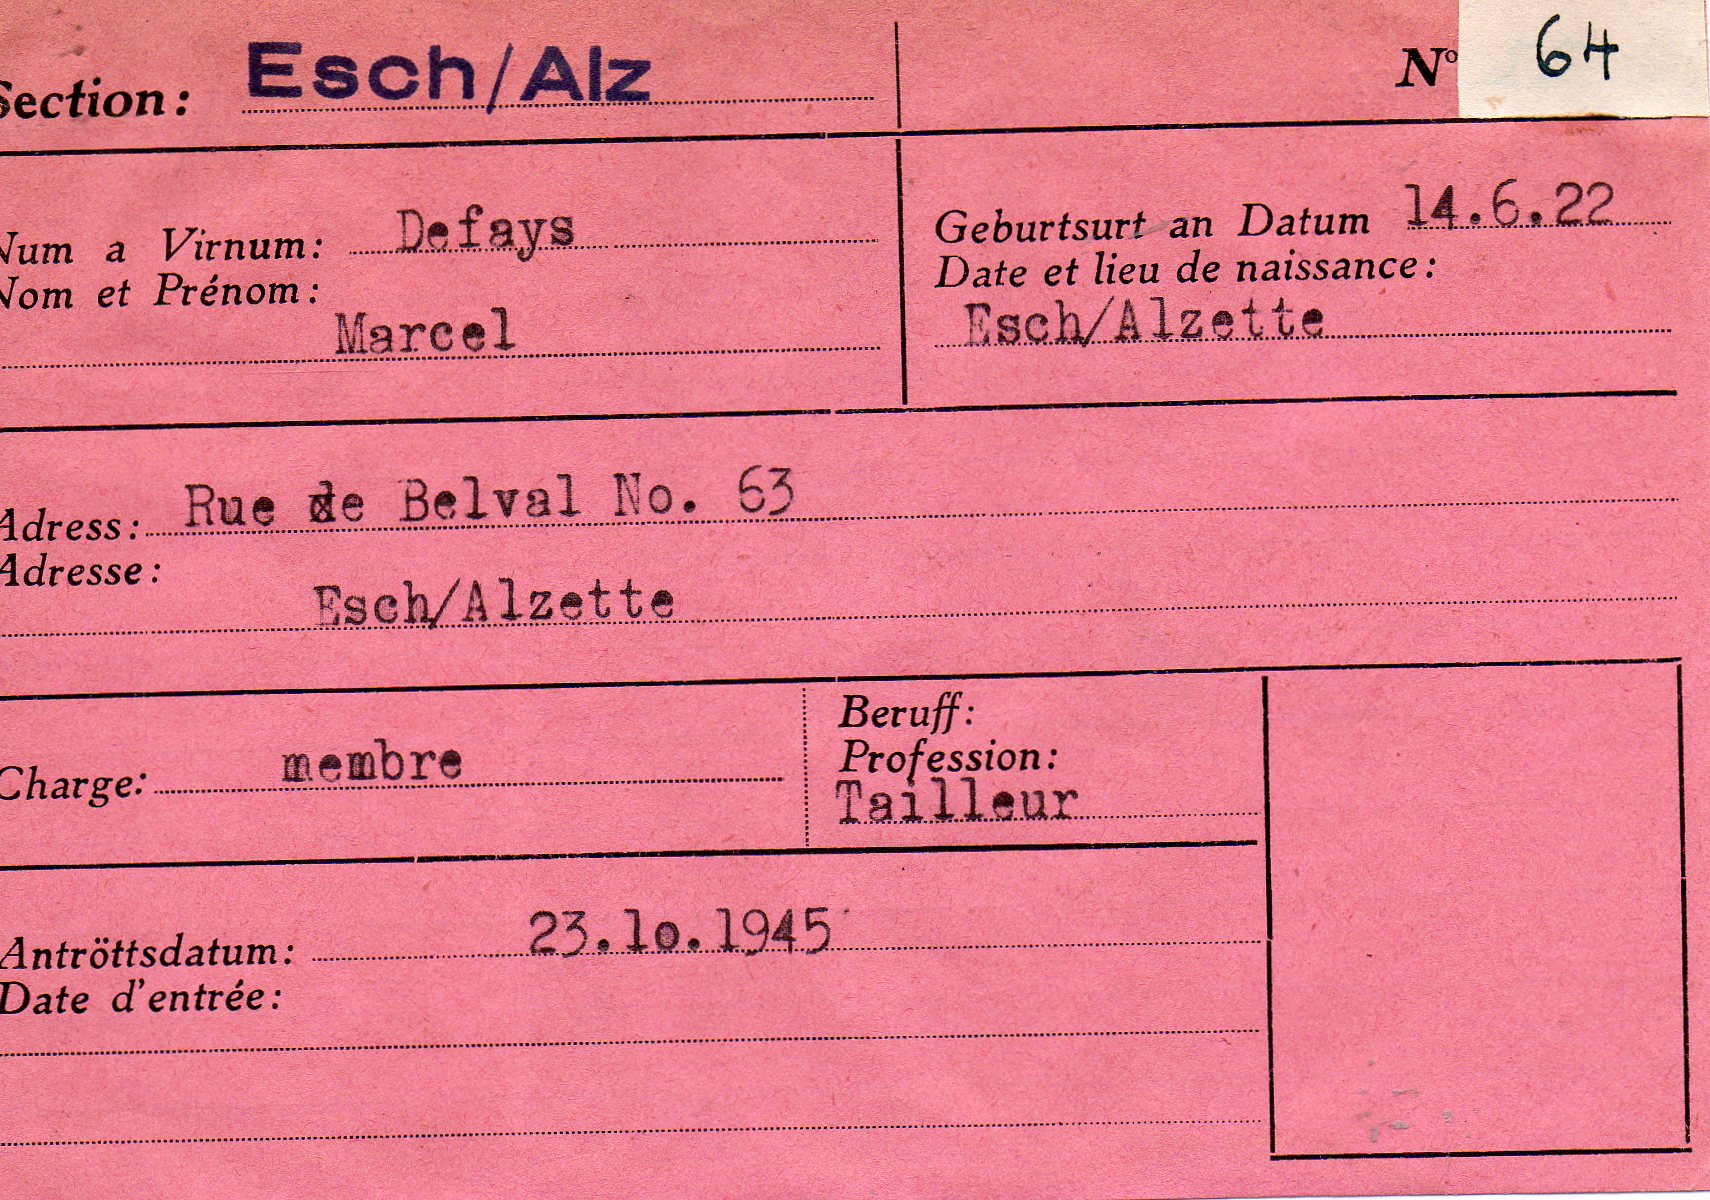 Section: Esch/Alz
N° 64
Num a Virnum: Defays
Nom et Prénom:
Marcel
Geburtsurt an Datum 14.6.22
Date et lieu de naissance:
Esch/Alzette
Adress: Rue de Belval No. 63
Adresse:
Esch/Alzette
Charge: membre
Beruff:
Profession:
Tailleur
Antröttsdatum: 23.10.1945
Date d'entrée: